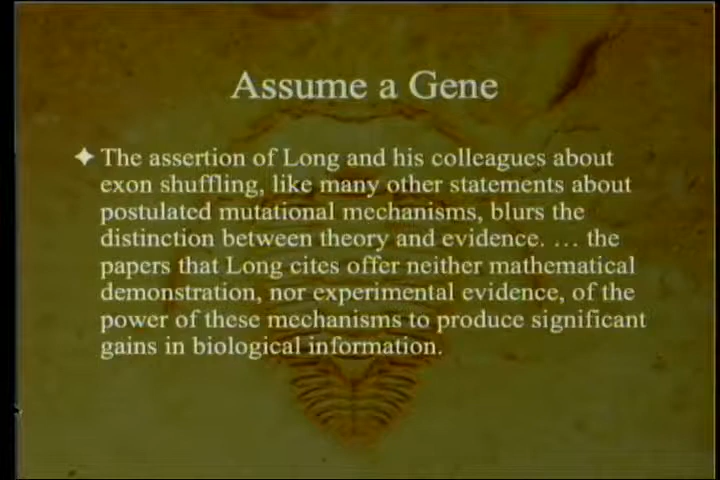 Assume a Gene
The assertion of Long and his colleagues about
exon shuffling, like many other statements about
postulated mutational mechanisms, blurs the
distinction between theory and evidence. … the
papers that Long cites offer neither mathematical
demonstration, nor experimental evidence, of the
power of these mechanisms to produce significant
gains in biological information.